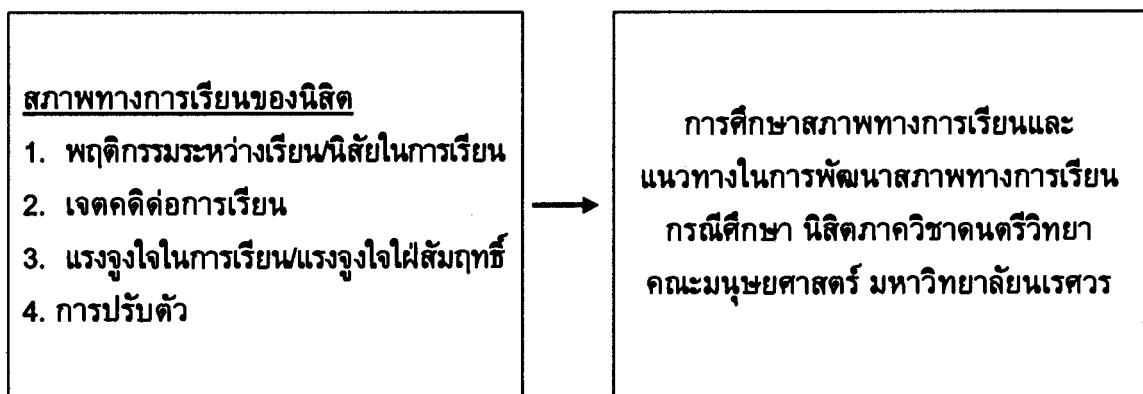 สภาพทางการเรียนของนิสิต
1. พฤติกรรมระหว่างเรียน/นิสัยในการเรียน
2. เจตคติต่อการเรียน
3. แรงจูงใจในการเรียน/แรงจูงใจใฝ่สัมฤทธิ์
4. การปรับตัว
การศึกษาสภาพทางการเรียนและ
แนวทางในการพัฒนาสภาพทางการเรียน
กรณีศึกษา นิสิตภาควิชาดนตรีวิทยา
คณะมนุษยศาสตร์ มหาวิทยาลัยนเรศวร